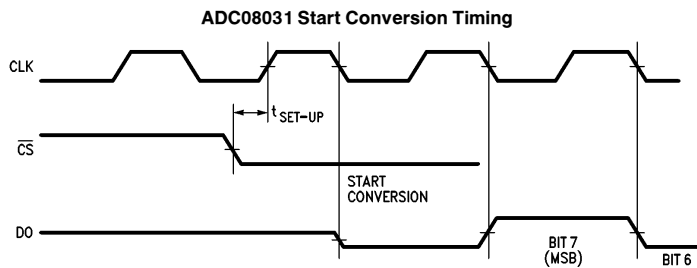 ADC08031 Start Conversion Timing
CLK
t SET-UP
CS
START
CONVERSION
DO
BIT 7
(MSB)
BIT 6